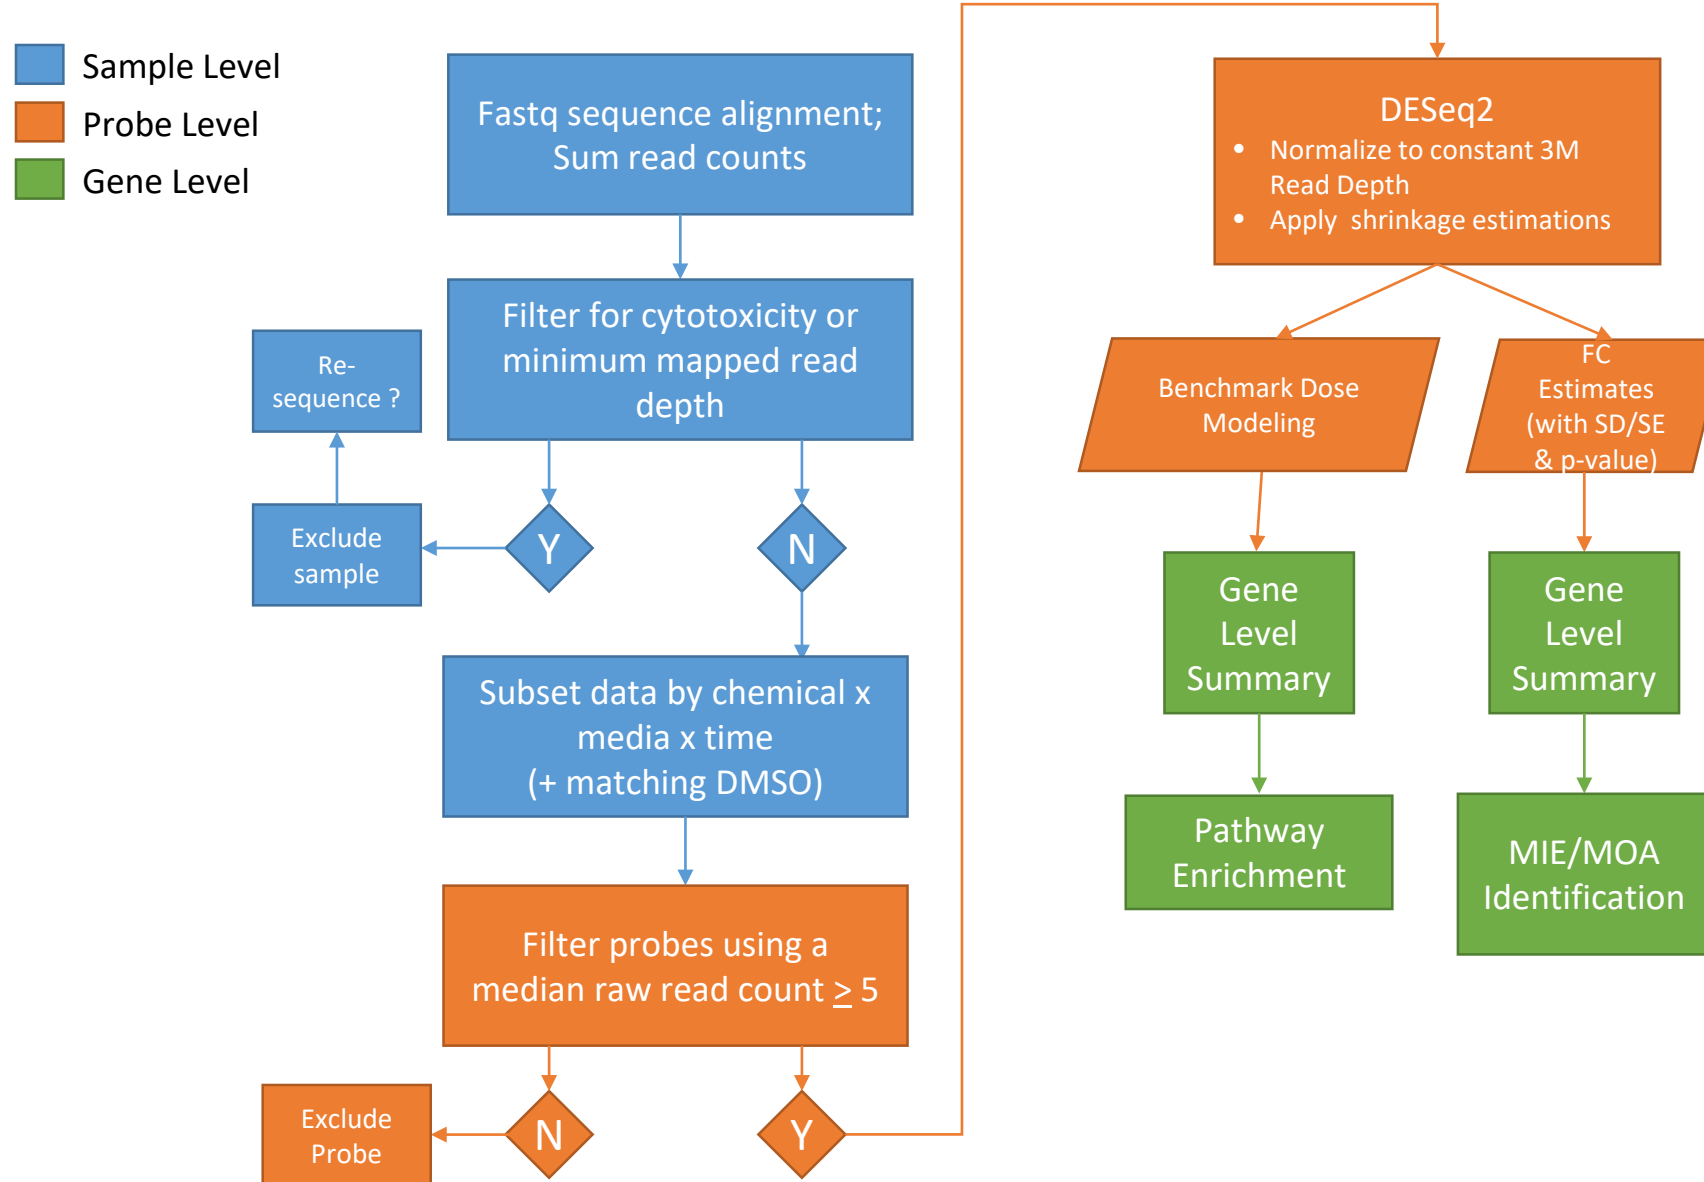 Sample Level
Probe Level
Gene Level
Fastq sequence alignment;
Sum read counts
Filter for cytotoxicity or
minimum mapped read
depth
Re-
sequence ?
Exclude
sample
Y
N
Subset data by chemical x
media x time
(+ matching DMSO)
Filter probes using a
median raw read count ≥ 5
Exclude
Probe
N
Y
DESeq2
• Normalize to constant 3M
Read Depth
• Apply  shrinkage estimations
Benchmark Dose
Modeling
FC
Estimates
(with SD/SE
& p-value)
Gene
Level
Summary
Gene
Level
Summary
Pathway
Enrichment
MIE/MOA
Identification